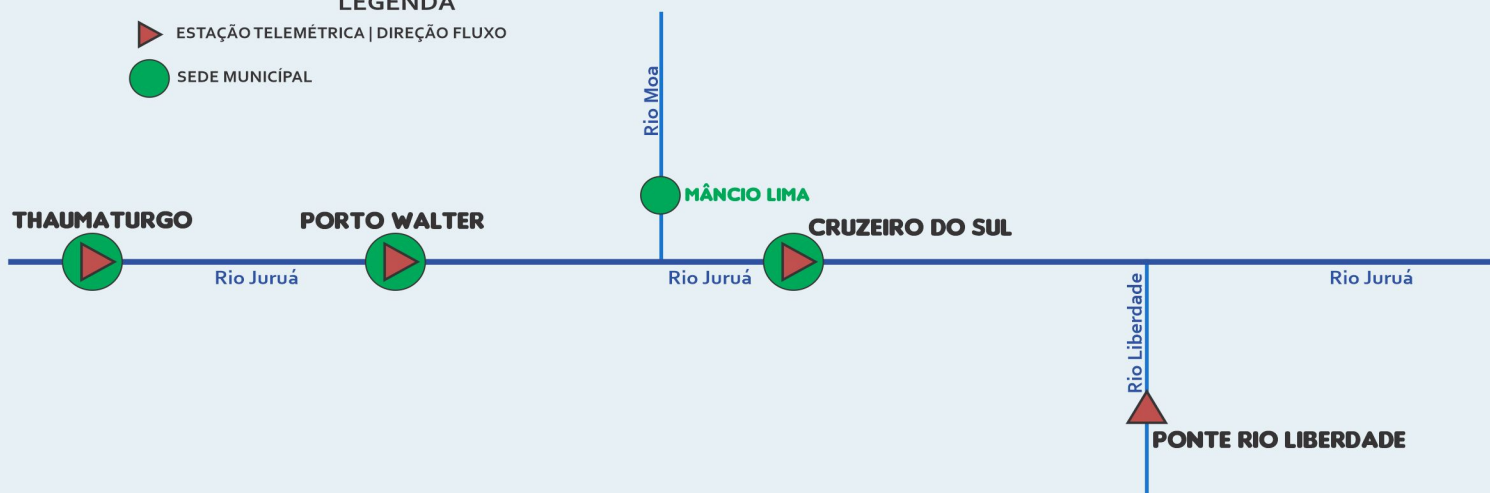 LEGENDA
ESTAÇÃO TELEMÉTRICA | DIREÇÃO FLUXO
SEDE MUNICÍPAL
Rio Moa
MÂNCIO LIMA
THAUMATURGO
PORTO WALTER
CRUZEIRO DO SUL
Rio Juruá
Rio Juruá
Rio Juruá
Rio Liberdade
PONTE RIO LIBERDADE